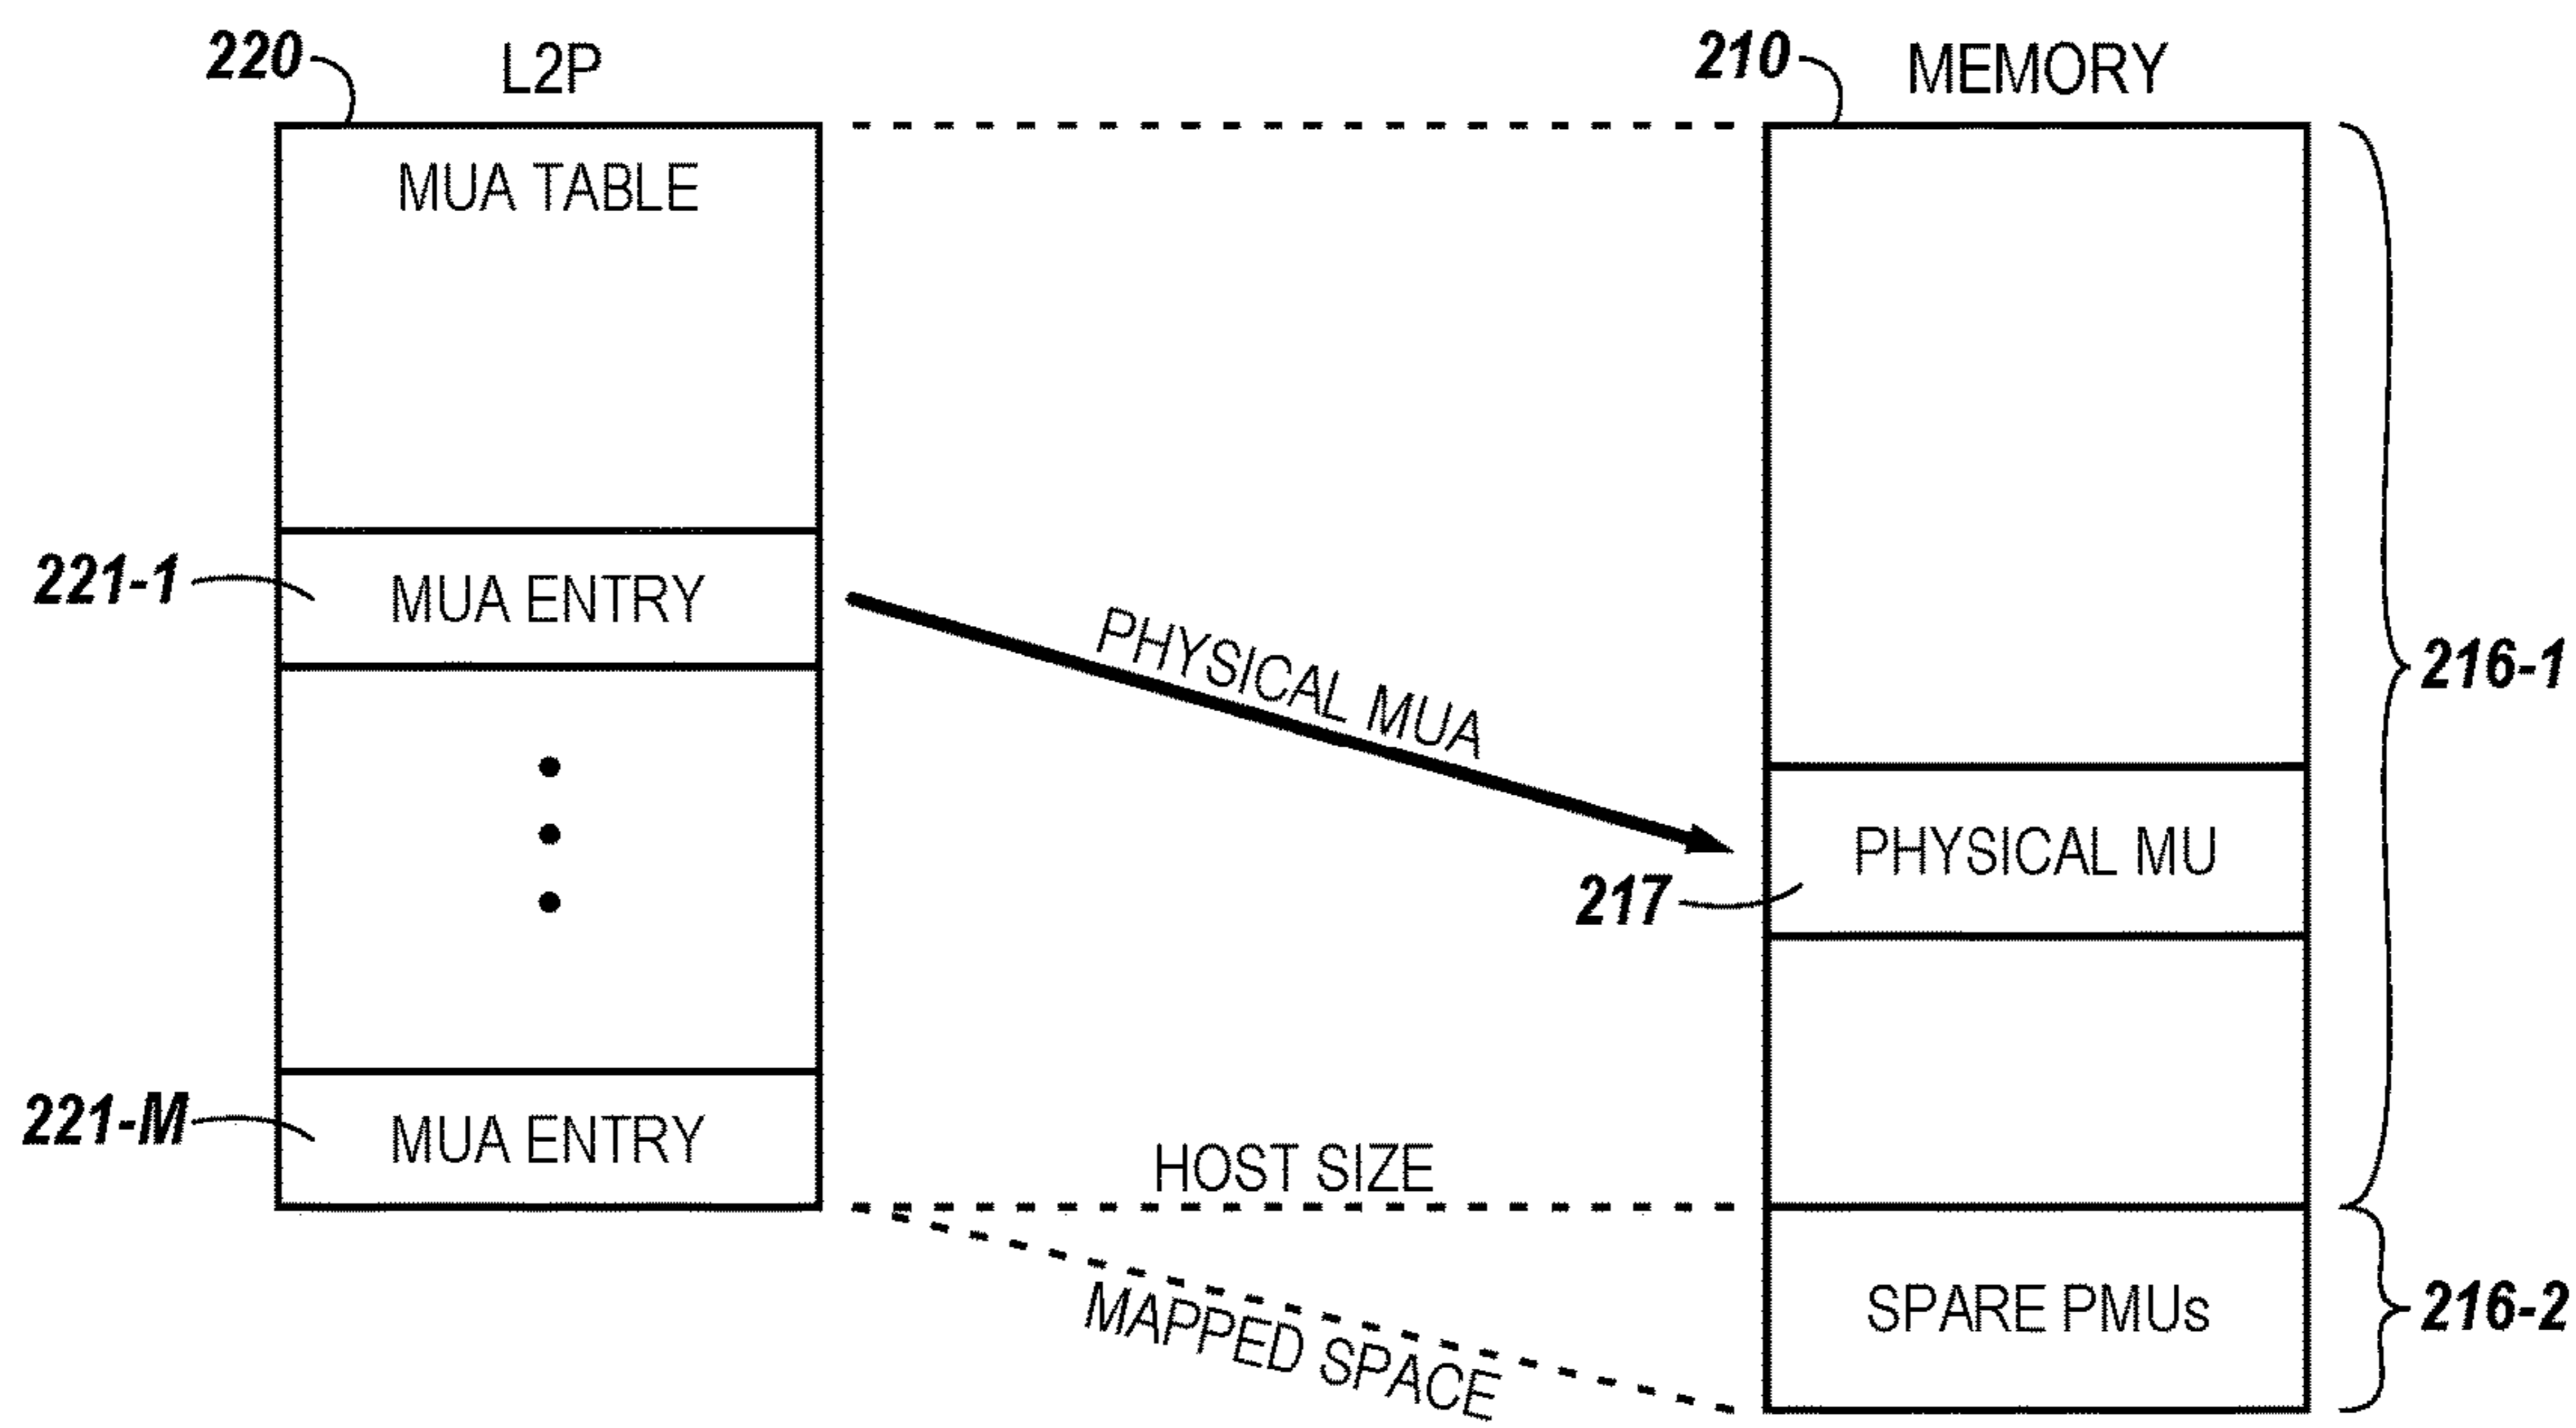 220
L2P
210
MEMORY
MUA TABLE
221-1
MUA ENTRY
PHYSICAL MUA
216-1
PHYSICAL MU
217
221-M
MUA ENTRY
HOST SIZE
MAPPED SPACE
SPARE PMUs
216-2